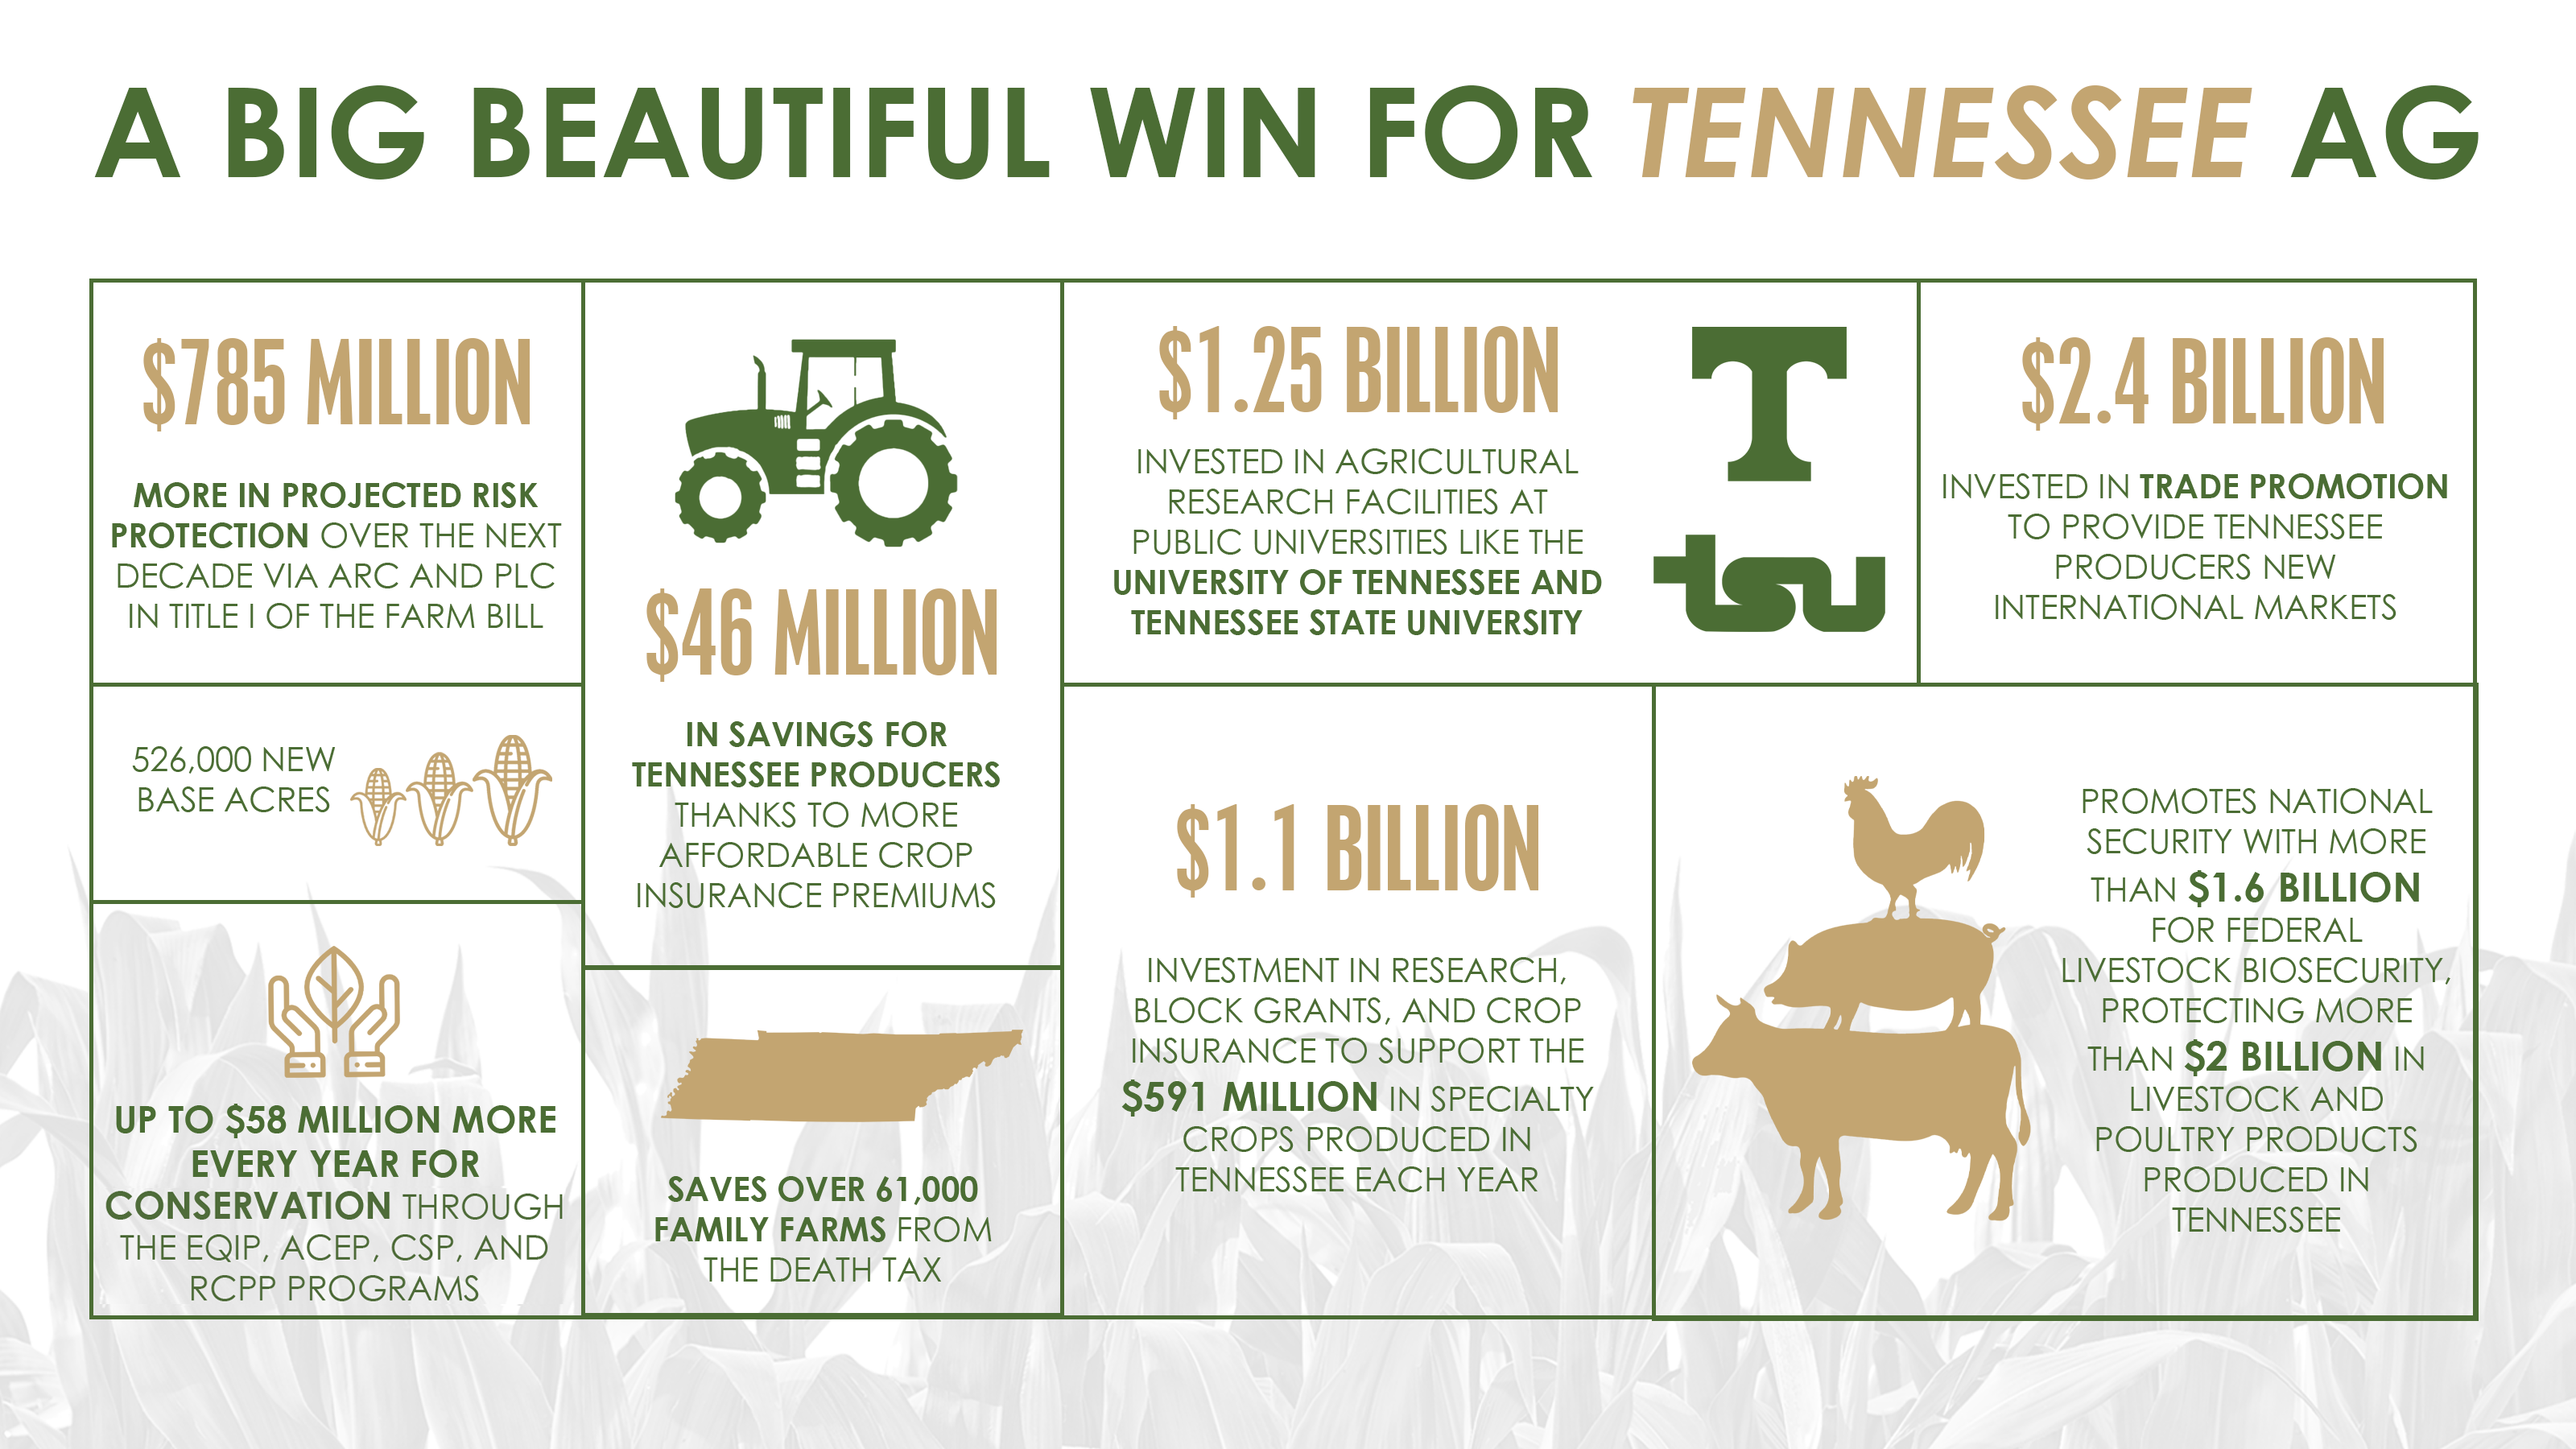 A BIG BEAUTIFUL WIN FOR TENNESSEE AG
$785 MILLION
MORE IN PROJECTED RISK
PROTECTION OVER THE NEXT
DECADE VIA ARC AND PLC
IN TITLE I OF THE FARM BILL
526,000 NEW
BASE ACRES
UP TO $58 MILLION MORE
EVERY YEAR FOR
CONSERVATION THROUGH
THE EQIP, ACEP, CSP, AND
RCPP PROGRAMS
$46 MILLION
IN SAVINGS FOR
TENNESSEE PRODUCERS
THANKS TO MORE
AFFORDABLE CROP
INSURANCE PREMIUMS
SAVES OVER 61,000
FAMILY FARMS FROM
THE DEATH TAX
$1.25 BILLION
INVESTED IN AGRICULTURAL
RESEARCH FACILITIES AT
PUBLIC UNIVERSITIES LIKE THE
UNIVERSITY OF TENNESSEE AND
TENNESSEE STATE UNIVERSITY
T
tsu
$2.4 BILLION
INVESTED IN TRADE PROMOTION
TO PROVIDE TENNESSEE
PRODUCERS NEW
INTERNATIONAL MARKETS
$1.1 BILLION
INVESTMENT IN RESEARCH,
BLOCK GRANTS, AND CROP
INSURANCE TO SUPPORT THE
$591 MILLION IN SPECIALTY
CROPS PRODUCED IN
TENNESSEE EACH YEAR
PROMOTES NATIONAL
SECURITY WITH MORE
THAN $1.6 BILLION
FOR FEDERAL
LIVESTOCK BIOSECURITY,
PROTECTING MORE
THAN $2 BILLION IN
LIVESTOCK AND
POULTRY PRODUCTS
PRODUCED IN
TENNESSEE